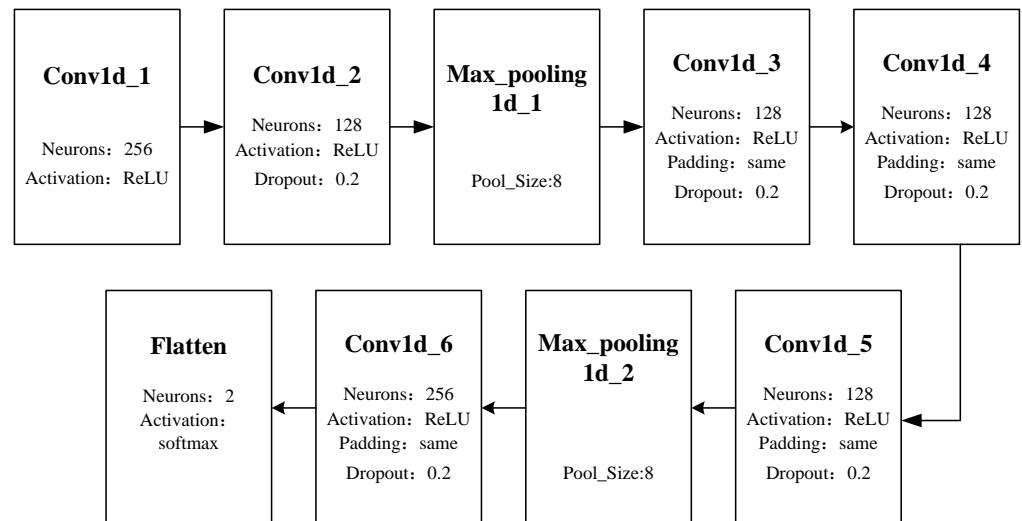 Conv1d_1
Neurons：256
Activation：ReLU
Conv1d_2
Neurons：128
Activation：ReLU
Dropout：0.2
Max_pooling
1d_1
Pool_Size:8
Conv1d_3
Neurons：128
Activation：ReLU
Padding：same
Dropout：0.2
Conv1d_4
Neurons：128
Activation：ReLU
Padding：same
Dropout：0.2
Conv1d_5
Neurons：128
Activation：ReLU
Padding：same
Dropout：0.2
Max_pooling
1d_2
Pool_Size:8
Conv1d_6
Neurons：256
Activation：ReLU
Padding：same
Dropout：0.2
Flatten
Neurons：2
Activation：
softmax